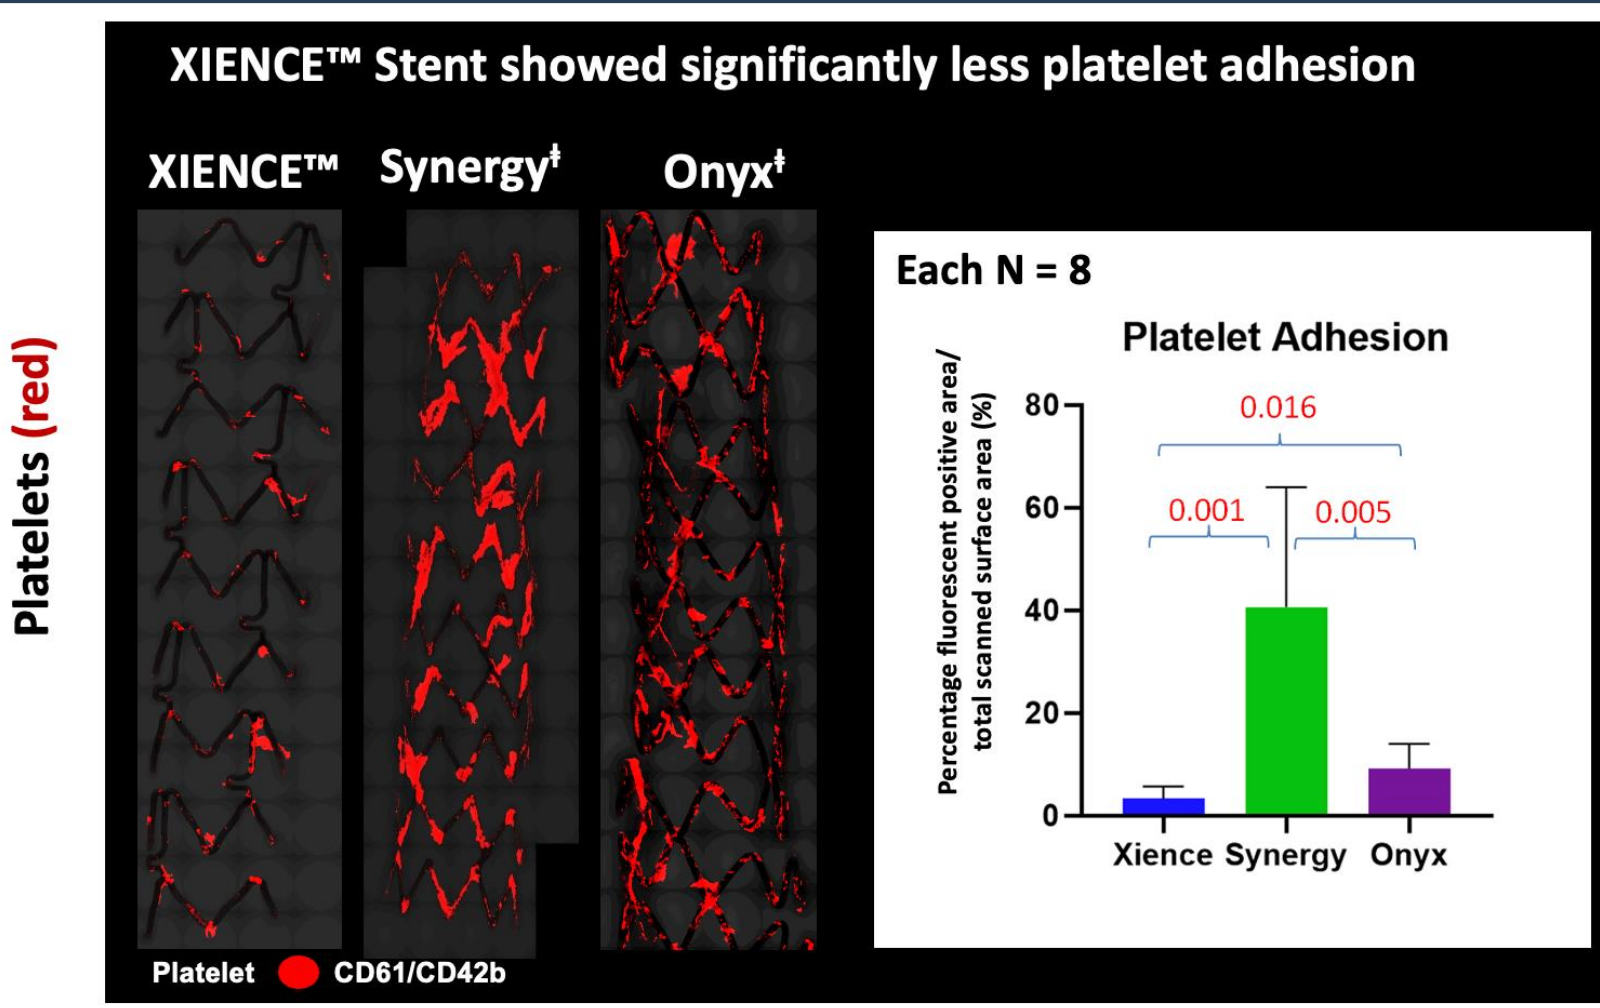 XIENCE™ Stent showed significantly less platelet adhesion
XIENCE™
Synergy‡
Onyx‡
Platelets (red)
Each N = 8
Platelet Adhesion
Percentage fluorescent positive area/
total scanned surface area (%)
80
60
40
20
0
0.016
0.001
0.005
Xience
Synergy
Onyx
Platelet
CD61/CD42b